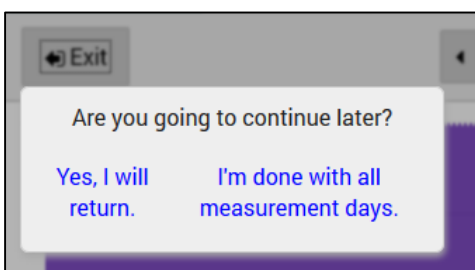 Exit
Are you going to continue later?
Yes, I will
return.
I'm done with all
measurement days.